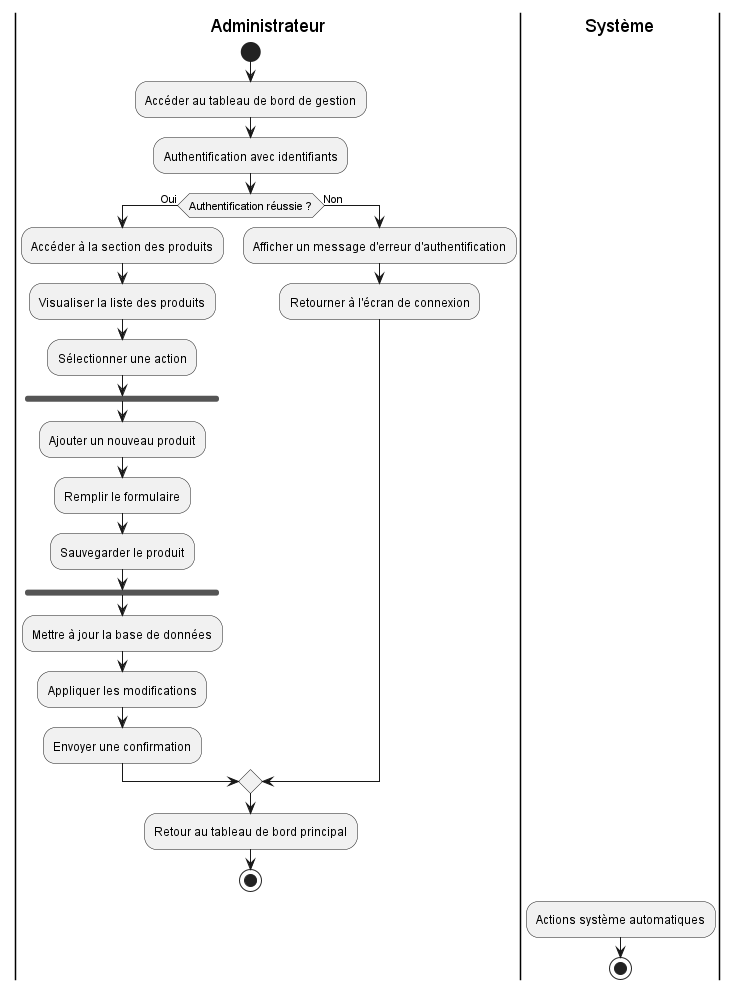 Administrateur
Système
Accéder au tableau de bord de gestion
Authentification avec identifiants
Oui
Authentification réussie ?
Non
Accéder à la section des produits
Afficher un message d'erreur d'authentification
Visualiser la liste des produits
Retourner à l'écran de connexion
Sélectionner une action
Ajouter un nouveau produit
Remplir le formulaire
Sauvegarder le produit
Mettre à jour la base de données
Appliquer les modifications
Envoyer une confirmation
Retour au tableau de bord principal
Actions système automatiques